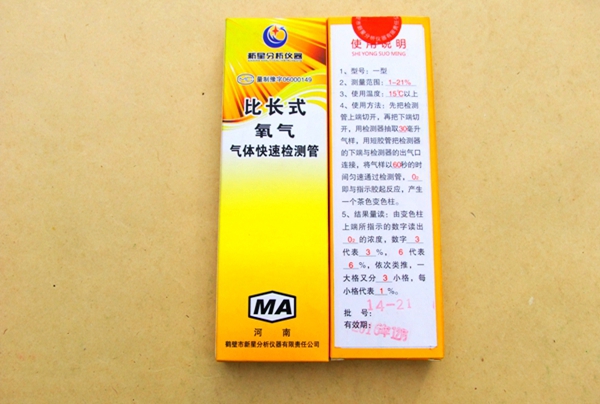 新星分析仪器
MC 量制豫字06000149
比长式
氧气
气体快速检测管
MA
河南
鹤壁市新星分析仪器有限责任公司
使用说明
SHI YONG SUO MING
1、型号：一型
2、测量范围：1-21%
3、使用温度：15℃以上
4、使用方法：先把检测
管上端切开，再把下端切
开，用检测器抽取30毫升
气样，用短胶管把检测器
的下端与检测器的出气口
连接，将气样以60秒的时
间匀速通过检测管，O₂
即与指示胶起反应，产生
一个茶色变色柱。
5、结果量读：由变色柱
上端所指示的数字读出
O₂的浓度，数字 3
代表 3 %，6 代表
6 %，依次类推，一
大格又分 3 小格，每
小格代表 1 %。
批 号：14-21
有效期：